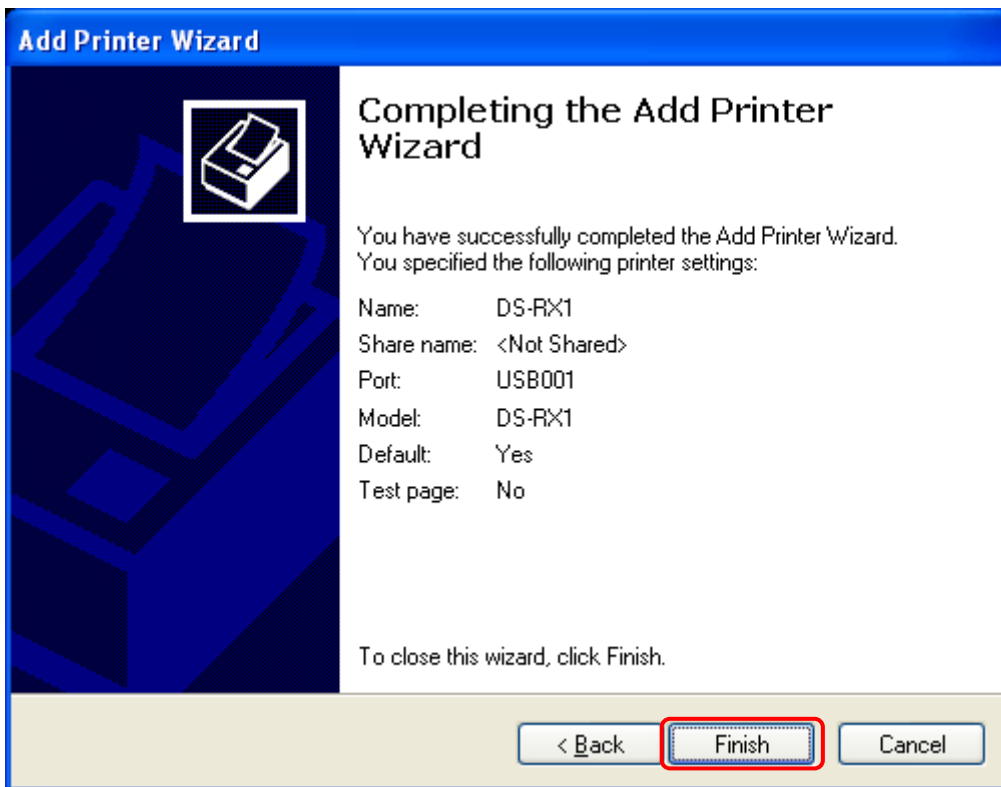 Add Printer Wizard
Completing the Add Printer
Wizard
You have successfully completed the Add Printer Wizard.
You specified the following printer settings:
Name: DS-RX1
Share name: <Not Shared>
Port: USB001
Model: DS-RX1
Default: Yes
Test page: No
To close this wizard, click Finish.
< Back Finish Cancel